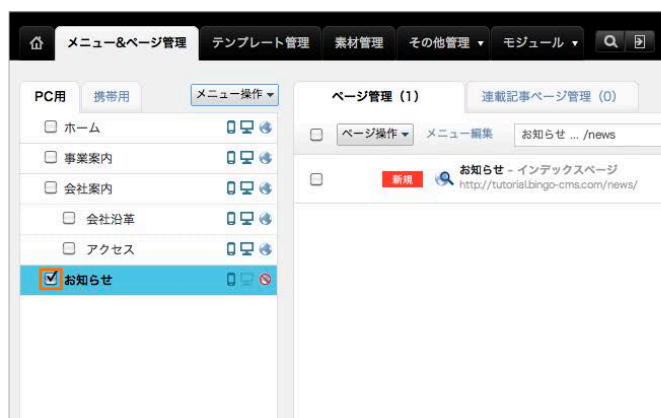 メニュー&ページ管理 テンプレート管理 素材管理 その他管理 ▼ モジュール ▼
PC用 携帯用 メニュー操作▼
ページ管理 (1) 連載記事ページ管理 (0)
ホーム
ページ操作▼ メニュー編集 お知らせ ... /news
事業案内
お知らせ - インデックスページ
新規
http://tutorial.bingo-cms.com/news/
会社案内
会社沿革
アクセス
お知らせ